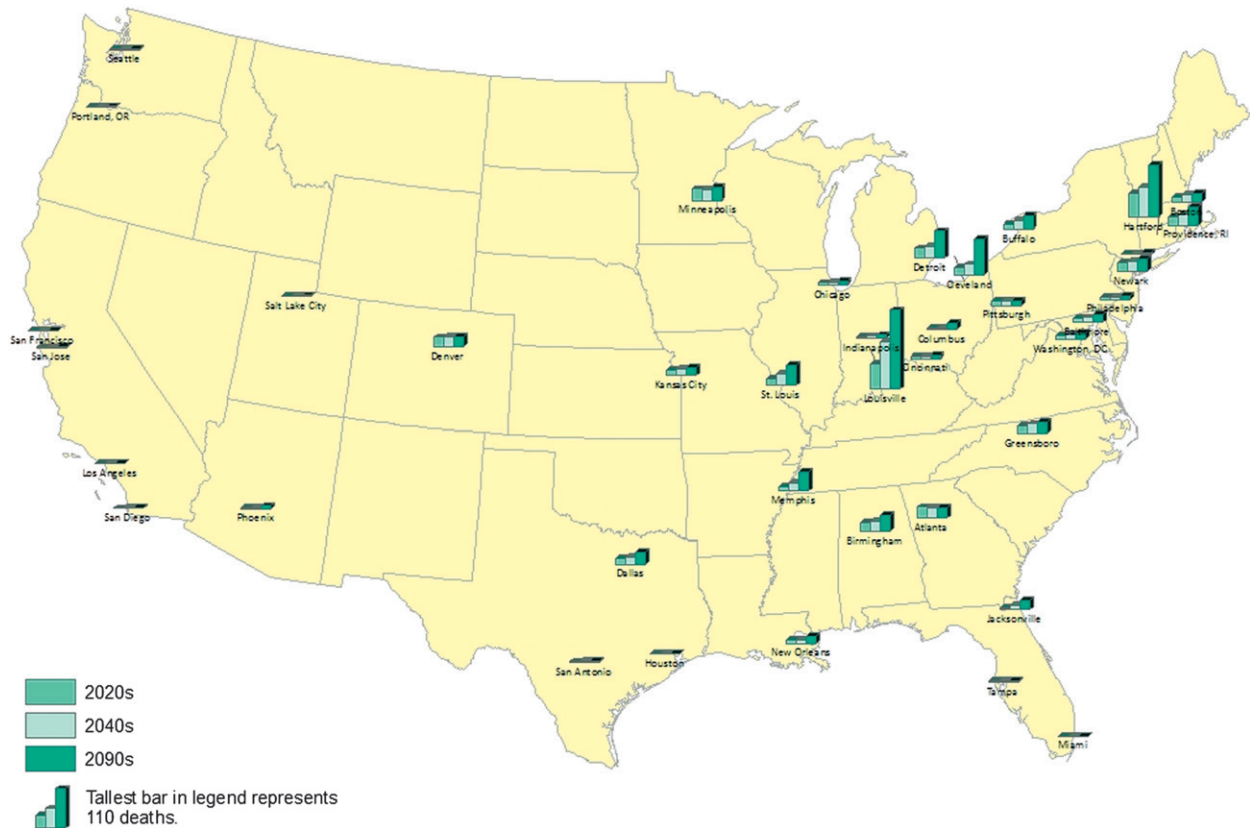 Seattle
Portland, OR
Minneapolis
Hartford
Boston
Providence, RI
Buffalo
Detroit
Cleveland
Newark
Chicago
Salt Lake City
Pittsburgh
Philadelphia
Baltimore
San Francisco
San Jose
Denver
Indianapolis
Columbus
Washington, DC
Kansas City
St. Louis
Cincinnati
Louisville
Greensboro
Los Angeles
Memphis
San Diego
Phoenix
Birmingham
Atlanta
Dallas
Jacksonville
New Orleans
San Antonio
Houston
Tampa
Miami
2020s
2040s
2090s
Tallest bar in legend represents
110 deaths.